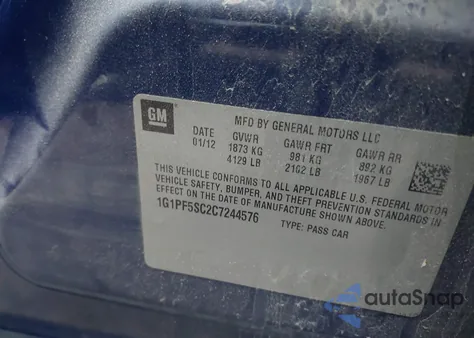 GM
MFD BY GENERAL MOTORS LLC
DATE GVWR GAWR FRT GAWR RR
01/12 1873 KG 981 KG 892 KG
4129 LB 2162 LB 1967 LB
THIS VEHICLE CONFORMS TO ALL APPLICABLE U.S. FEDERAL MOTOR
VEHICLE SAFETY, BUMPER, AND THEFT PREVENTION STANDARDS IN
EFFECT ON THE DATE OF MANUFACTURE SHOWN ABOVE.
1G1PF5SC2C7244576
TYPE: PASS CAR
autoSnap